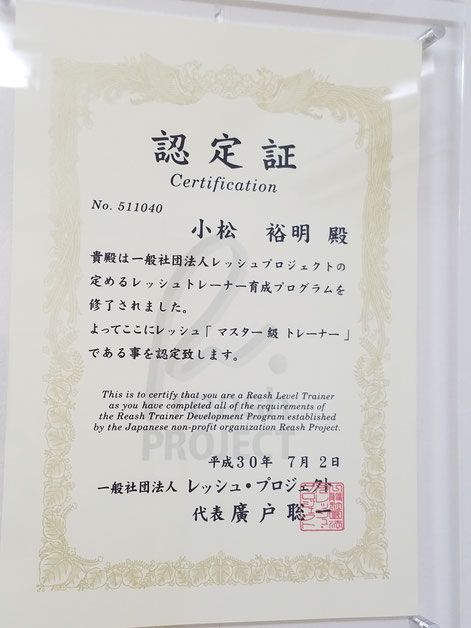 認定証
Certification
No. 511040
小松 裕明 殿
貴殿は一般社団法人レッシュプロジェクトの
定めるレッシュトレーナー育成プログラムを
修了されました。
よってここにレッシュ「 マスター 級 トレーナー 」
である事を認定致します。
This is to certify that you are a Reash Level Trainer
as you have completed all of the requirements of
the Reash Trainer Development Program established
by the Japanese non-profit organization Reash Project.
PROJECT
平成30年 7月 2日
一般社団法人 レッシュ・プロジェクト
代表 廣戸聡一